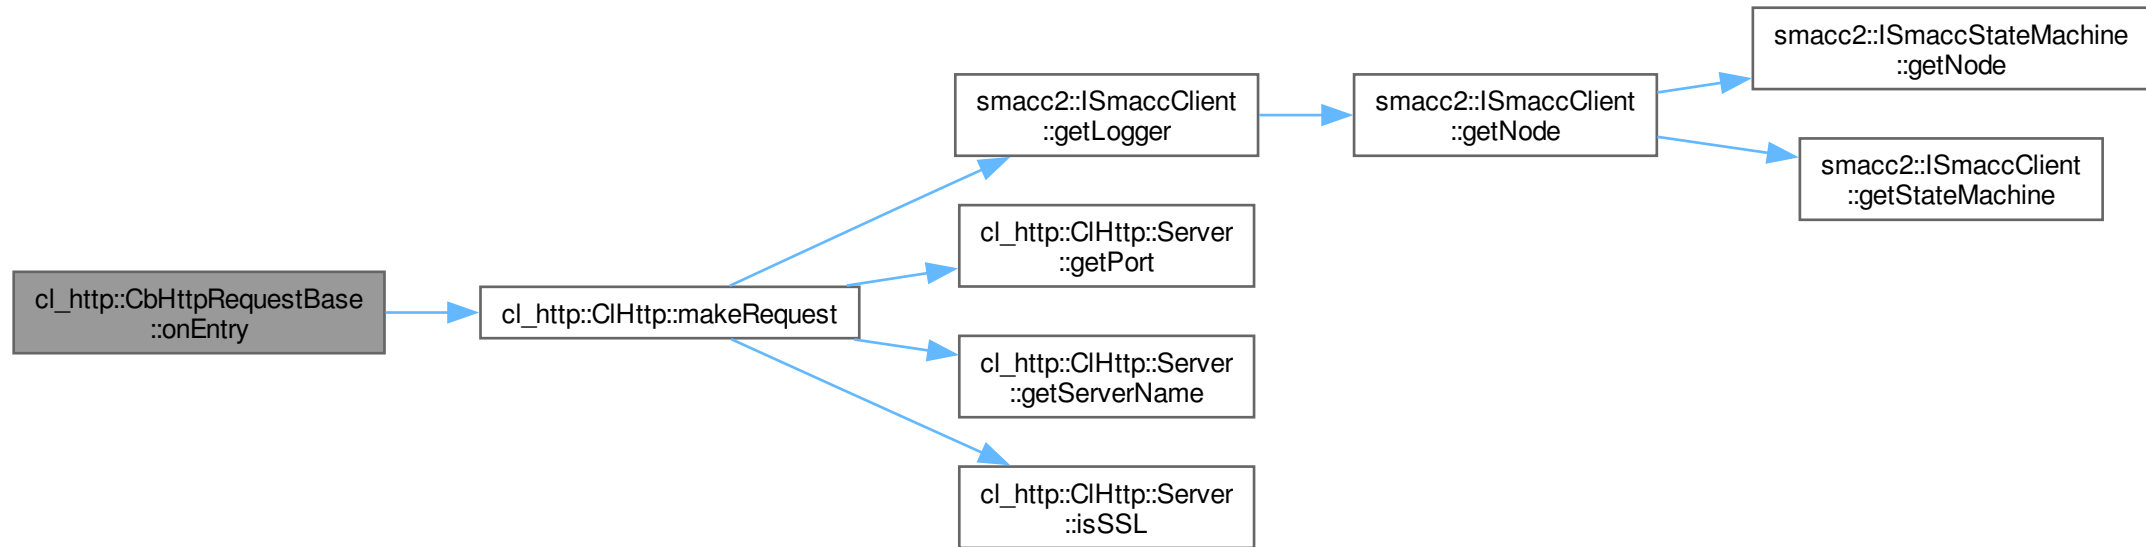 cl_http::CbHttpRequestBase
::onEntry
cl_http::ClHttp::makeRequest
smacc2::ISmaccClient
::getLogger
smacc2::ISmaccClient
::getNode
smacc2::ISmaccStateMachine
::getNode
smacc2::ISmaccClient
::getStateMachine
cl_http::ClHttp::Server
::getPort
cl_http::ClHttp::Server
::getServerName
cl_http::ClHttp::Server
::isSSL